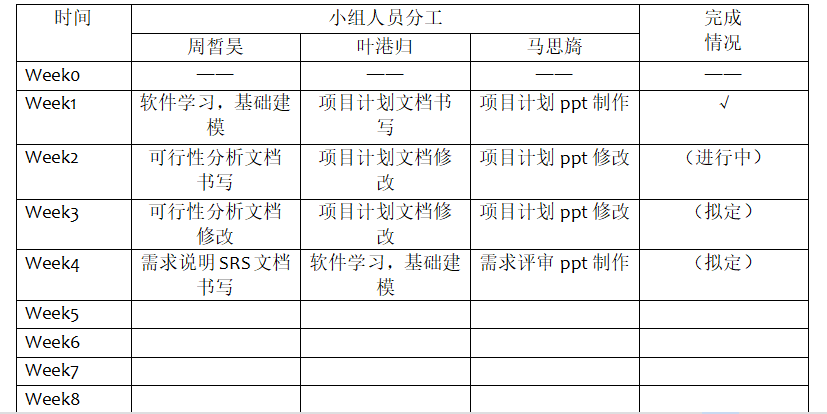 时间 小组人员分工 完成
情况
周晳昊 叶港归 马思旖
Week0 —— —— —— ——
Week1 软件学习，基础建 项目计划文档书 项目计划 ppt 制作 √
模 写
Week2 可行性分析文档 项目计划文档修 项目计划 ppt 修改 （进行中）
书写 改
Week3 可行性分析文档 项目计划文档修 项目计划 ppt 修改 （拟定）
修改 改
Week4 需求说明 SRS 文档 软件学习，基础建 需求评审 ppt 制作 （拟定）
书写 模
Week5
Week6
Week7
Week8